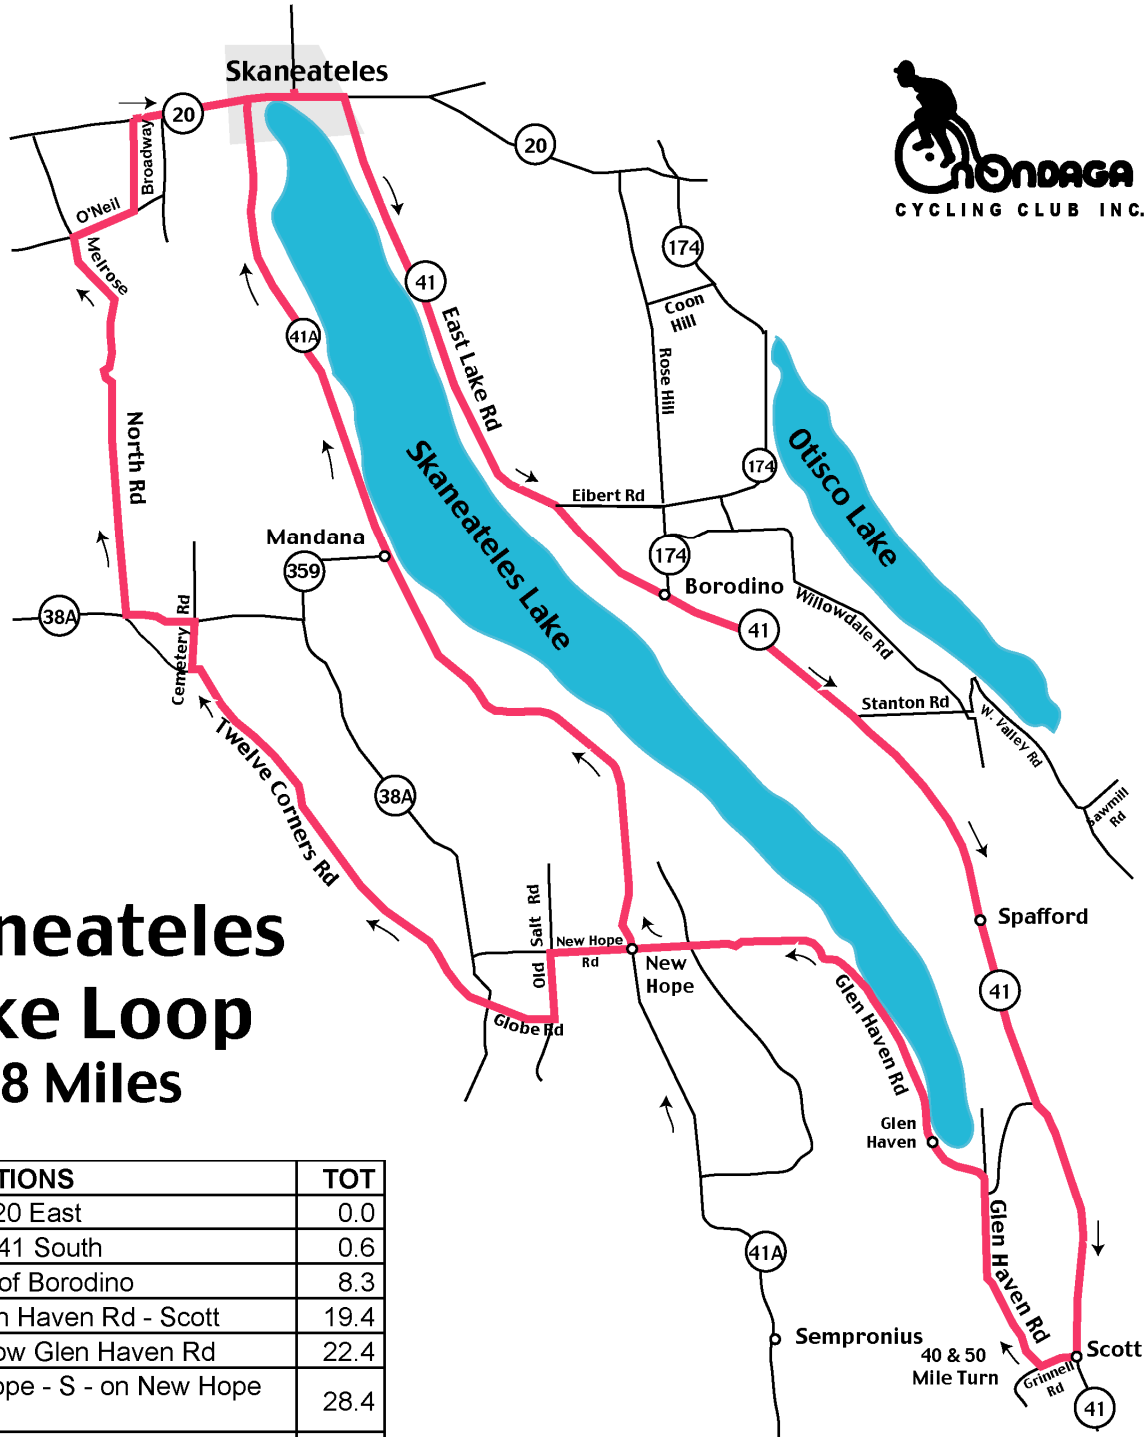 Skaneateles
20
Broadway
O'Neil
Melrose
20
ONONDAGA
CYCLING CLUB INC.
174
41
Coon
Hill
41A
East Lake Rd
Rose Hill
North Rd
Skaneateles Lake
Otisco Lake
174
Eibert Rd
Mandana
359
174
Borodino
38A
Cemetery Rd
Willowdale Rd
41
Stanton Rd
W. Valley Rd
Sawmill
Rd
Twelve Corners Rd
38A
Old Salt Rd
New Hope
Rd
New
Hope
Spafford
41
Glen Haven Rd
Globe Rd
neateles
ke Loop
8 Miles
Glen
Haven
Glen Haven Rd
41A
Sempronius
40 & 50
Mile Turn
Scott
Grinnell
Rd
41
TIONS TOT
20 East 0.0
41 South 0.6
of Borodino 8.3
n Haven Rd - Scott 19.4
ow Glen Haven Rd 22.4
ope - S - on New Hope 28.4